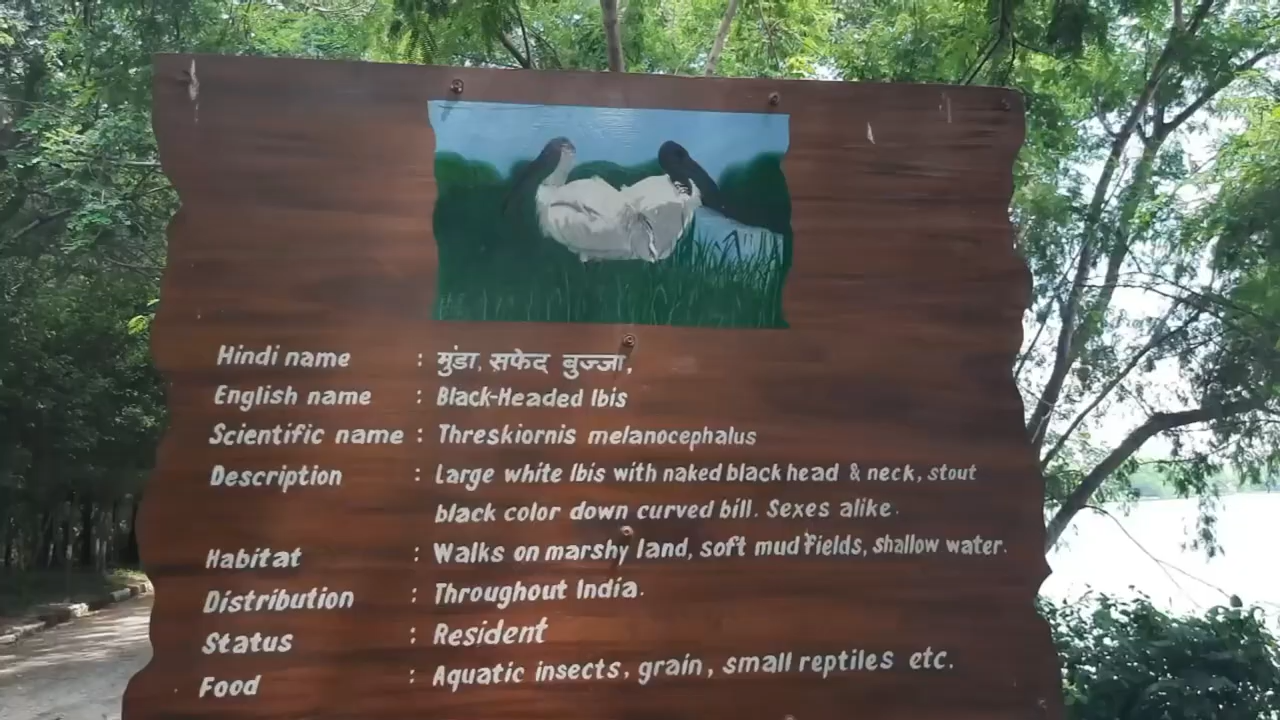 Hindi name : मुंडा, सफेद बुज्जा,
English name : Black-Headed Ibis
Scientific name : Threskiornis melanocephalus
Description : Large white Ibis with naked black head & neck, stout
black color down curved bill. Sexes alike.
Habitat : Walks on marshy land, soft mud fields, shallow water.
Distribution : Throughout India.
Status : Resident
Food : Aquatic insects, grain, small reptiles etc.